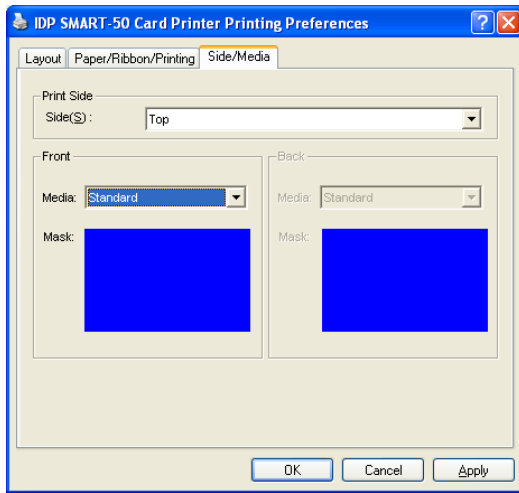 IDP SMART-50 Card Printer Printing Preferences
Layout Paper/Ribbon/Printing Side/Media
Print Side
Side(S) : Top
Front
Media: Standard
Mask:
Back
Media: Standard
Mask:
OK Cancel Apply